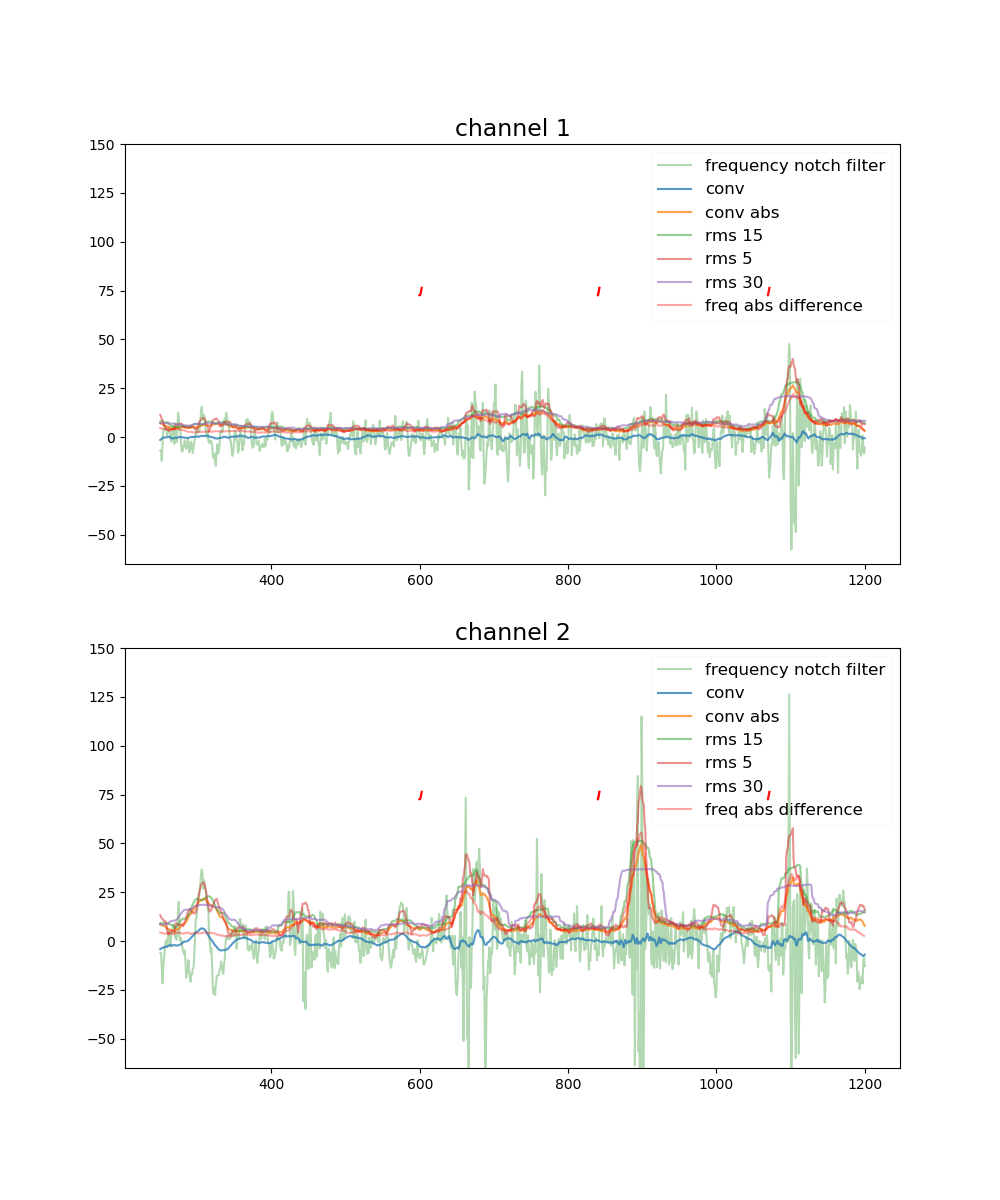 channel 1
150
125
100
75
50
25
0
−25
−50
frequency notch filter
conv
conv abs
rms 15
rms 5
rms 30
freq abs difference
400 600 800 1000 1200
channel 2
150
125
100
75
50
25
0
−25
−50
frequency notch filter
conv
conv abs
rms 15
rms 5
rms 30
freq abs difference
400 600 800 1000 1200